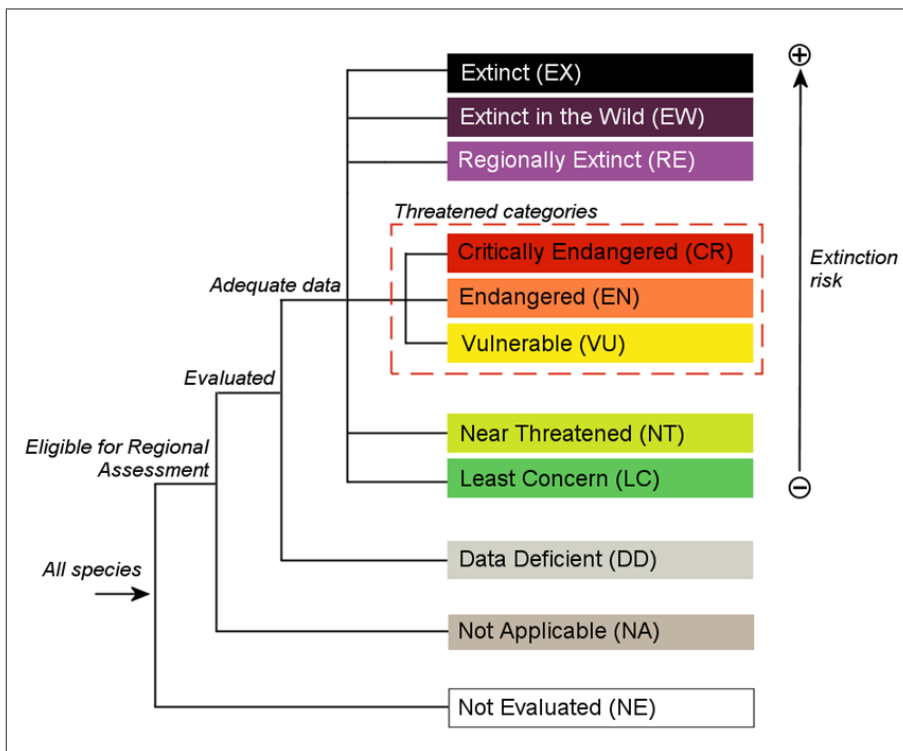 Extinct (EX)
Extinct in the Wild (EW)
Regionally Extinct (RE)
Threatened categories
Critically Endangered (CR)
Extinction
risk
Adequate data
Endangered (EN)
Vulnerable (VU)
Evaluated
Near Threatened (NT)
Eligible for Regional
Assessment
Least Concern (LC)
All species
Data Deficient (DD)
Not Applicable (NA)
Not Evaluated (NE)